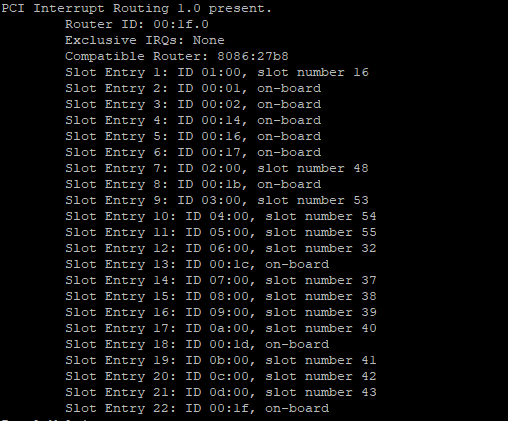 PCI Interrupt Routing 1.0 present.
Router ID: 00:1f.0
Exclusive IRQs: None
Compatible Router: 8086:27b8
Slot Entry 1: ID 01:00, slot number 16
Slot Entry 2: ID 00:01, on-board
Slot Entry 3: ID 00:02, on-board
Slot Entry 4: ID 00:14, on-board
Slot Entry 5: ID 00:16, on-board
Slot Entry 6: ID 00:17, on-board
Slot Entry 7: ID 02:00, slot number 48
Slot Entry 8: ID 00:1b, on-board
Slot Entry 9: ID 03:00, slot number 53
Slot Entry 10: ID 04:00, slot number 54
Slot Entry 11: ID 05:00, slot number 55
Slot Entry 12: ID 06:00, slot number 32
Slot Entry 13: ID 00:1c, on-board
Slot Entry 14: ID 07:00, slot number 37
Slot Entry 15: ID 08:00, slot number 38
Slot Entry 16: ID 09:00, slot number 39
Slot Entry 17: ID 0a:00, slot number 40
Slot Entry 18: ID 00:1d, on-board
Slot Entry 19: ID 0b:00, slot number 41
Slot Entry 20: ID 0c:00, slot number 42
Slot Entry 21: ID 0d:00, slot number 43
Slot Entry 22: ID 00:1f, on-board